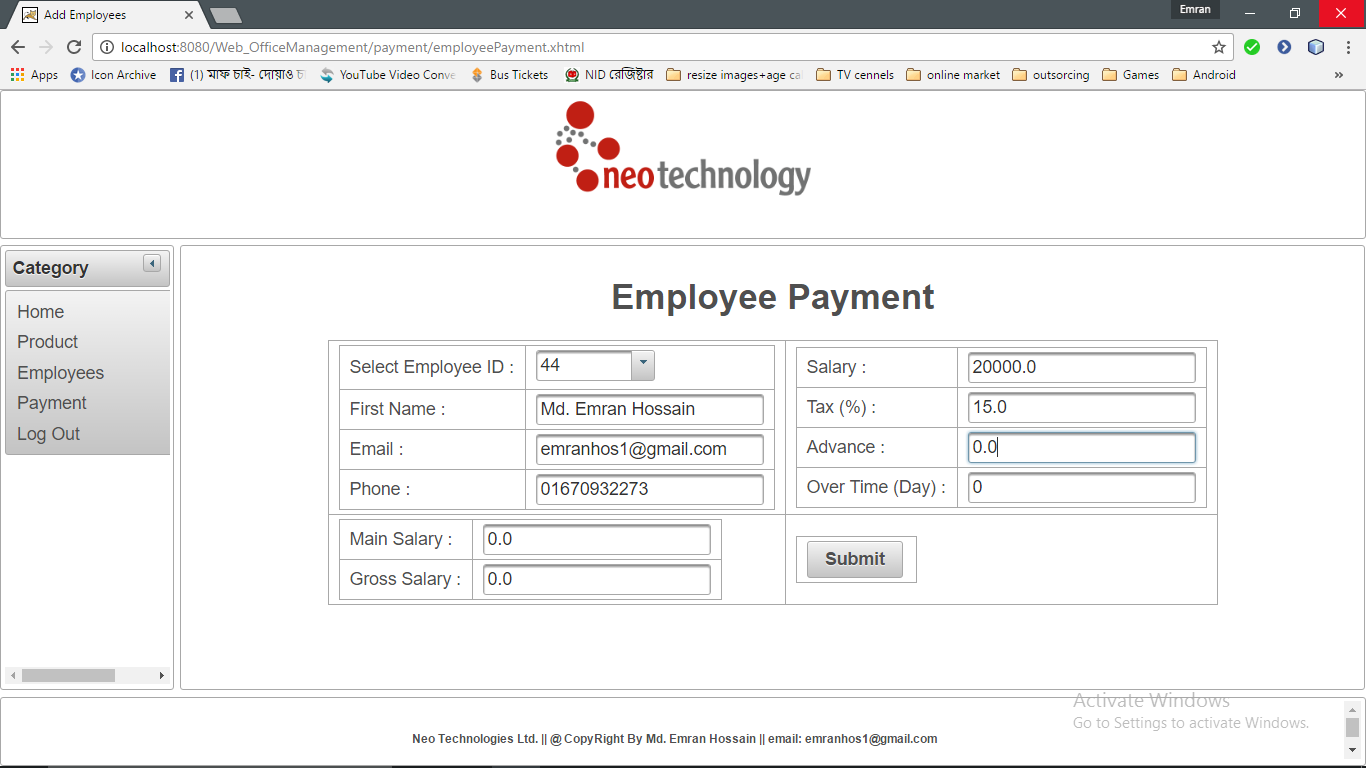 Add Employees
Emran
localhost:8080/Web_OfficeManagement/payment/employeePayment.xhtml
Apps Icon Archive (1) মাফ চাই- দোয়াও চ YouTube Video Conve Bus Tickets NID রেজিষ্টার resize images+age ca TV cennels online market outsorcing Games Android »
neotechnology
Category
Home
Product
Employees
Payment
Log Out
Employee Payment
Select Employee ID : 44
First Name : Md. Emran Hossain
Email : emranhos1@gmail.com
Phone : 01670932273
Salary : 20000.0
Tax (%) : 15.0
Advance : 0.0
Over Time (Day) : 0
Main Salary : 0.0
Gross Salary : 0.0
Submit
Activate Windows
Go to Settings to activate Windows.
Neo Technologies Ltd. || @ CopyRight By Md. Emran Hossain || email: emranhos1@gmail.com